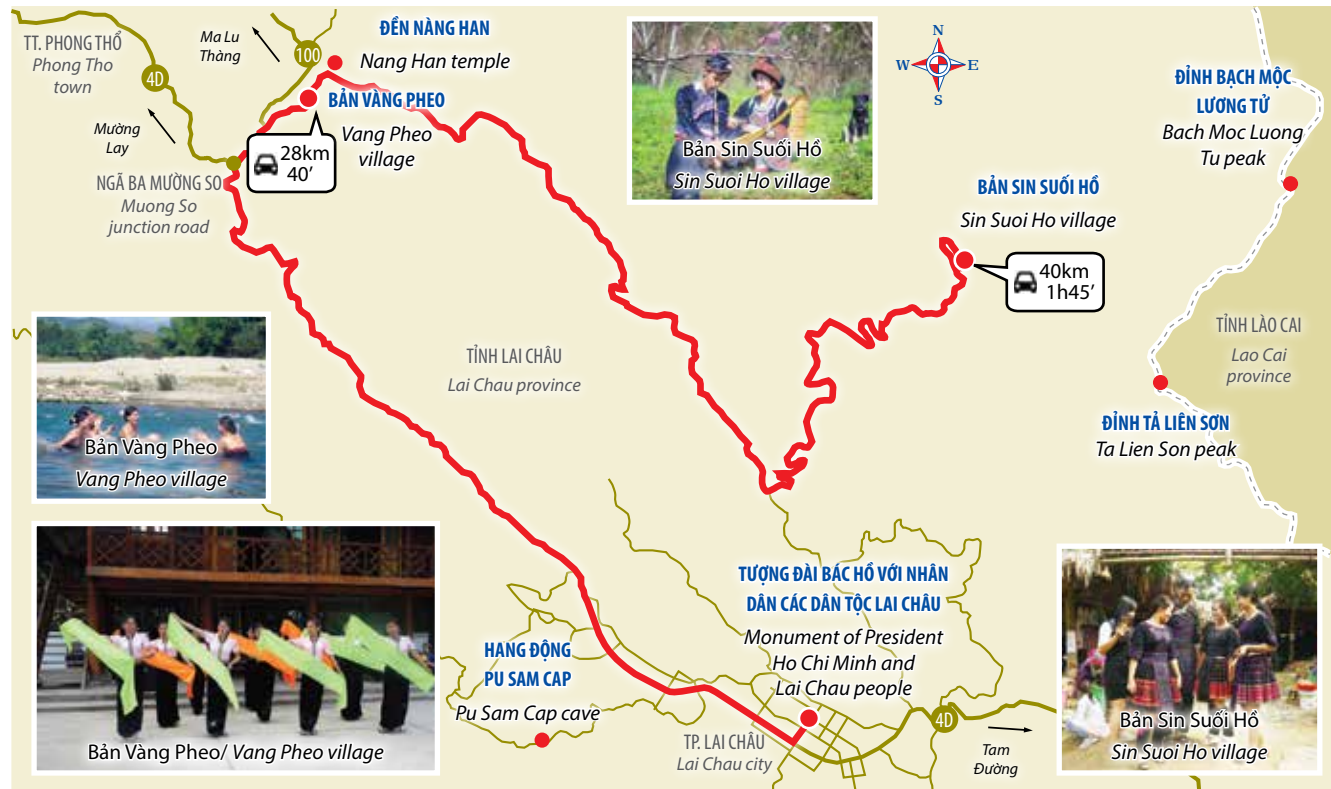 TT. PHONG THỔ
Phong Tho
town
4D
Ma Lu
Thàng
100
ĐỀN NÀNG HAN
Nang Han temple
BẢN VÀNG PHEO
Vang Pheo
village
Mường
Lay
28km
40’
NGÃ BA MƯỜNG SO
Muong So
junction road
Bản Sin Suối Hồ
Sin Suoi Ho village
N
W
E
S
ĐỈNH BẠCH MỘC
LƯƠNG TỬ
Bach Moc Luong
Tu peak
BẢN SIN SUỐI HỒ
Sin Suoi Ho village
40km
1h45’
TỈNH LÀO CAI
Lao Cai
province
TỈNH LAI CHÂU
Lai Chau province
ĐỈNH TẢ LIÊN SƠN
Ta Lien Son peak
Bản Vàng Pheo
Vang Pheo village
Bản Vàng Pheo/ Vang Pheo village
HANG ĐỘNG
PU SAM CAP
Pu Sam Cap cave
TƯỢNG ĐÀI BÁC HỒ VỚI NHÂN
DÂN CÁC DÂN TỘC LAI CHÂU
Monument of President
Ho Chi Minh and
Lai Chau people
TP. LAI CHÂU
Lai Chau city
4D
Tam
Đường
Bản Sin Suối Hồ
Sin Suoi Ho village